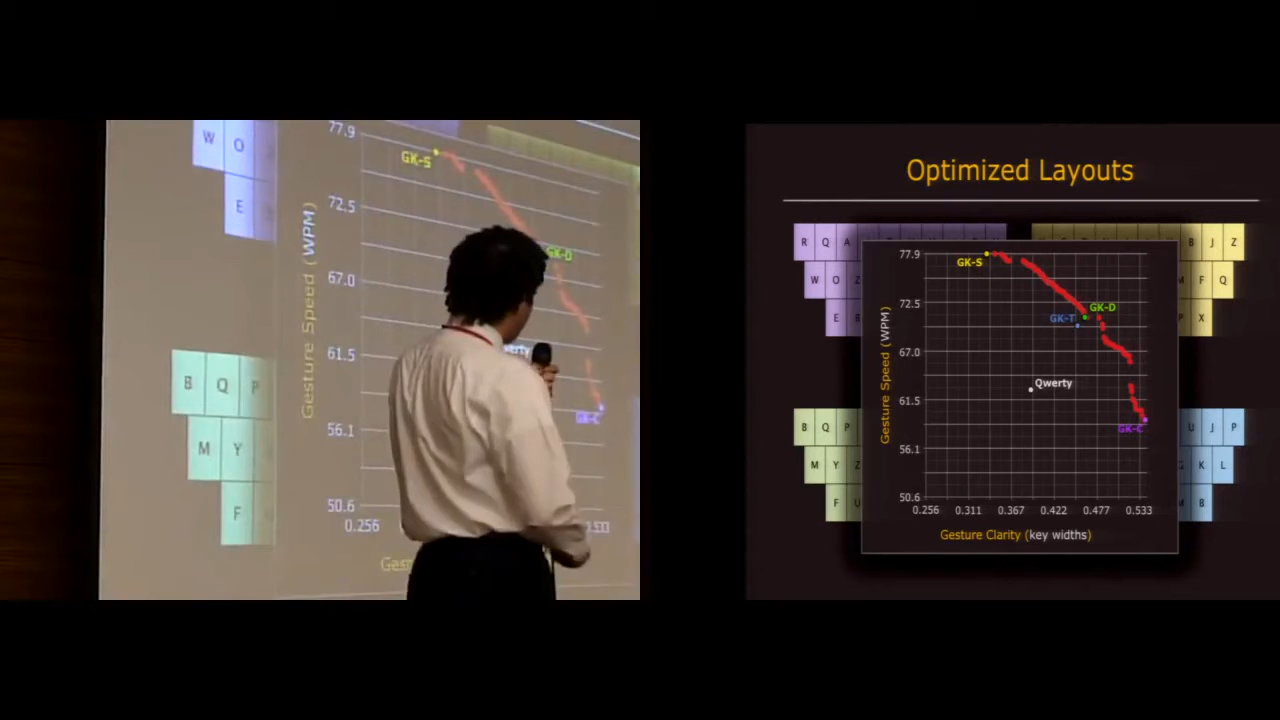 77.9
GK-S
W O
72.5
E
GK-D
67.0
Gesture Speed (WPM)
61.5
B Q P
GK-C
56.1
M Y
F
50.6
0.256
0.533
Optimized Layouts
R Q A
B J Z
77.9
GK-S
W O
F Q
72.5
GK-D
GK-T
E
X
67.0
Gesture Speed (WPM)
Qwerty
61.5
GK-C
B Q P
U J P
56.1
M Y
K L
50.6
F
B
0.256 0.311 0.367 0.422 0.477 0.533
Gesture Clarity (key widths)